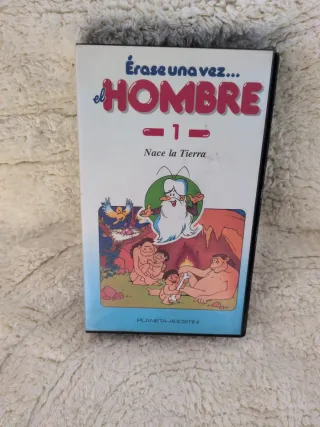 Érase una vez...
el HOMBRE
1
Nace la Tierra
PLANETA-AGOSTINI